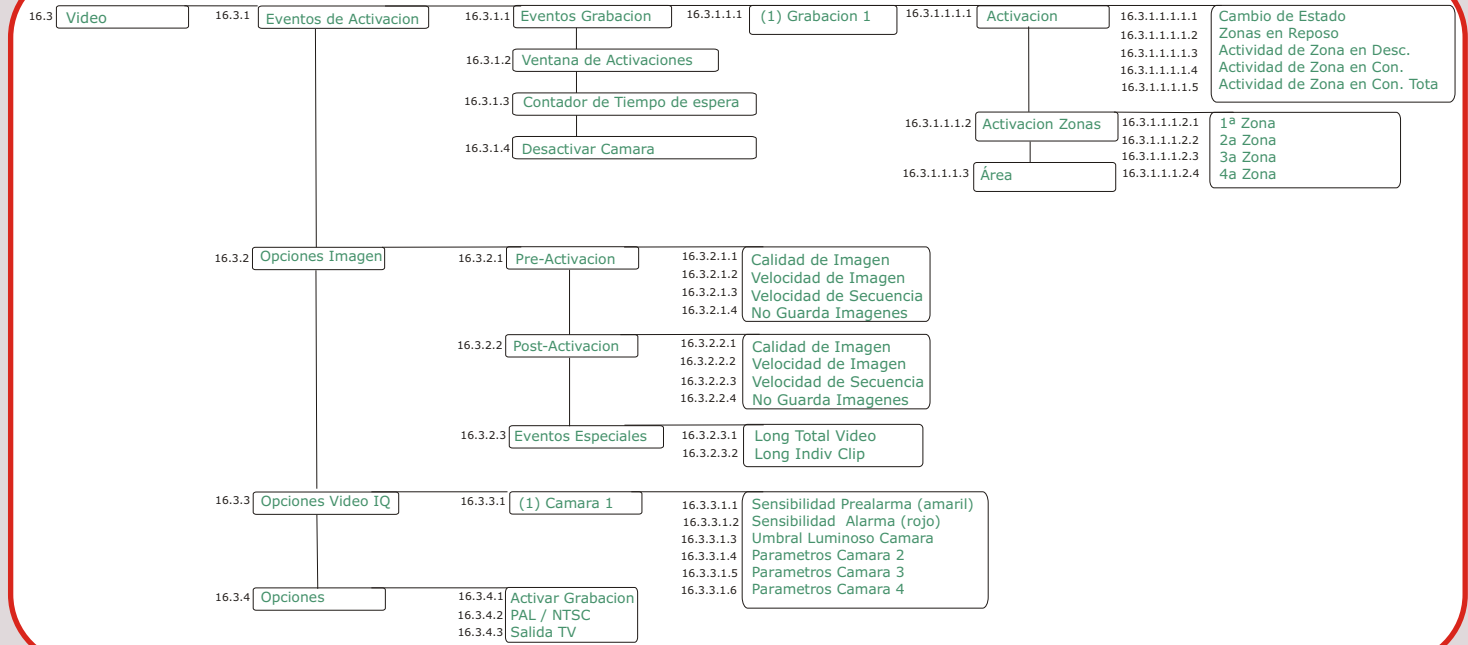 16.3 Video
16.3.1 Eventos de Activacion
16.3.1.1 Eventos Grabacion
16.3.1.1.1 (1) Grabacion 1
16.3.1.1.1.1 Activacion
16.3.1.1.1.1.1 Cambio de Estado
16.3.1.1.1.1.2 Zonas en Reposo
16.3.1.1.1.1.3 Actividad de Zona en Desc.
16.3.1.1.1.1.4 Actividad de Zona en Con.
16.3.1.1.1.1.5 Actividad de Zona en Con. Tota
16.3.1.1.1.2 Activacion Zonas
16.3.1.1.1.2.1 1ª Zona
16.3.1.1.1.2.2 2a Zona
16.3.1.1.1.2.3 3a Zona
16.3.1.1.1.2.4 4a Zona
16.3.1.1.1.3 Área
16.3.1.2 Ventana de Activaciones
16.3.1.3 Contador de Tiempo de espera
16.3.1.4 Desactivar Camara
16.3.2 Opciones Imagen
16.3.2.1 Pre-Activacion
16.3.2.1.1 Calidad de Imagen
16.3.2.1.2 Velocidad de Imagen
16.3.2.1.3 Velocidad de Secuencia
16.3.2.1.4 No Guarda Imagenes
16.3.2.2 Post-Activacion
16.3.2.2.1 Calidad de Imagen
16.3.2.2.2 Velocidad de Imagen
16.3.2.2.3 Velocidad de Secuencia
16.3.2.2.4 No Guarda Imagenes
16.3.2.3 Eventos Especiales
16.3.2.3.1 Long Total Video
16.3.2.3.2 Long Indiv Clip
16.3.3 Opciones Video IQ
16.3.3.1 (1) Camara 1
16.3.3.1.1 Sensibilidad Prealarma (amaril)
16.3.3.1.2 Sensibilidad Alarma (rojo)
16.3.3.1.3 Umbral Luminoso Camara
16.3.3.1.4 Parametros Camara 2
16.3.3.1.5 Parametros Camara 3
16.3.3.1.6 Parametros Camara 4
16.3.4 Opciones
16.3.4.1 Activar Grabacion
16.3.4.2 PAL / NTSC
16.3.4.3 Salida TV